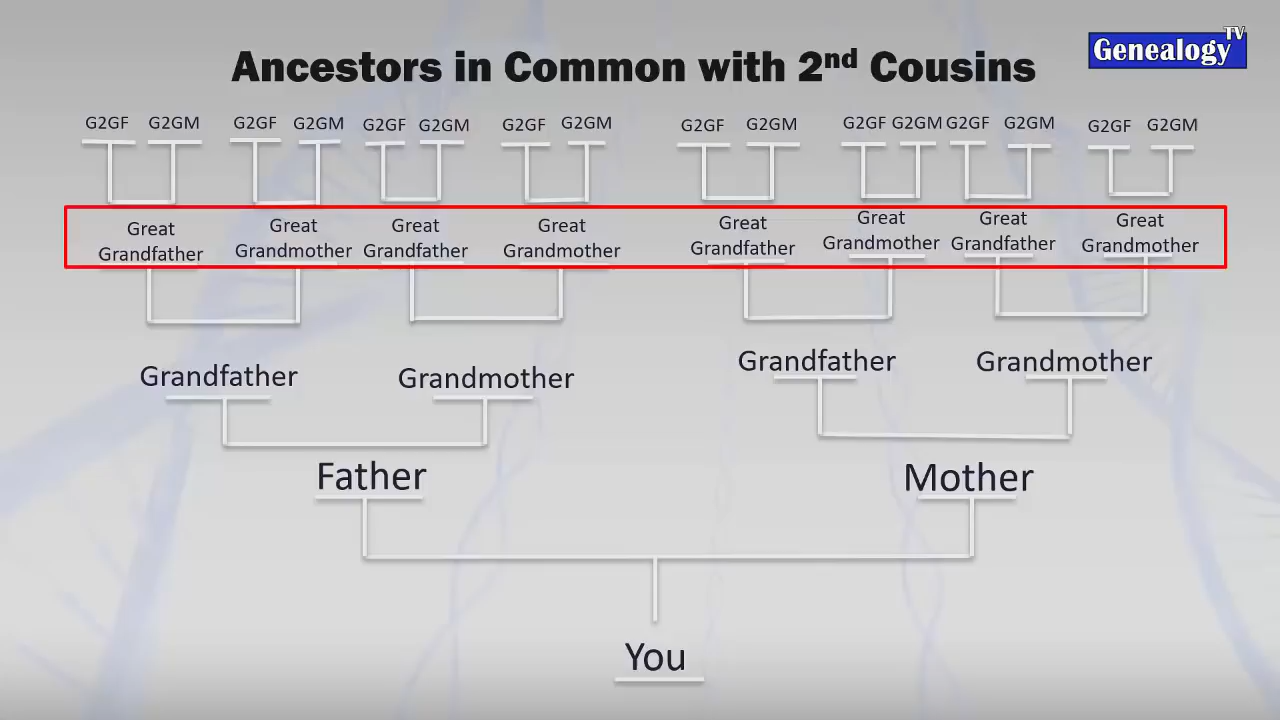 Genealogy TV
Ancestors in Common with 2nd Cousins
G2GF G2GM G2GF G2GM G2GF G2GM G2GF G2GM G2GF G2GM G2GF G2GM G2GF G2GM G2GF G2GM
Great Great Great Great Great Great Great Great
Grandfather Grandmother Grandfather Grandmother Grandfather Grandmother Grandfather Grandmother
Grandfather Grandmother Grandfather Grandmother
Father Mother
You